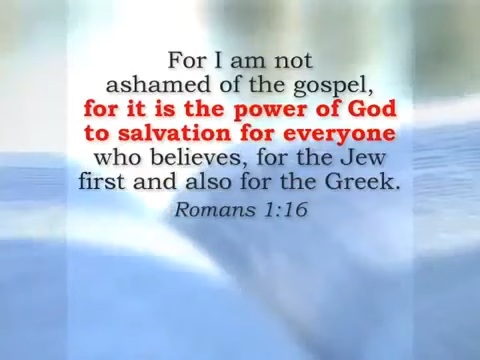 For I am not
ashamed of the gospel,
for it is the power of God
to salvation for everyone
who believes, for the Jew
first and also for the Greek.
Romans 1:16